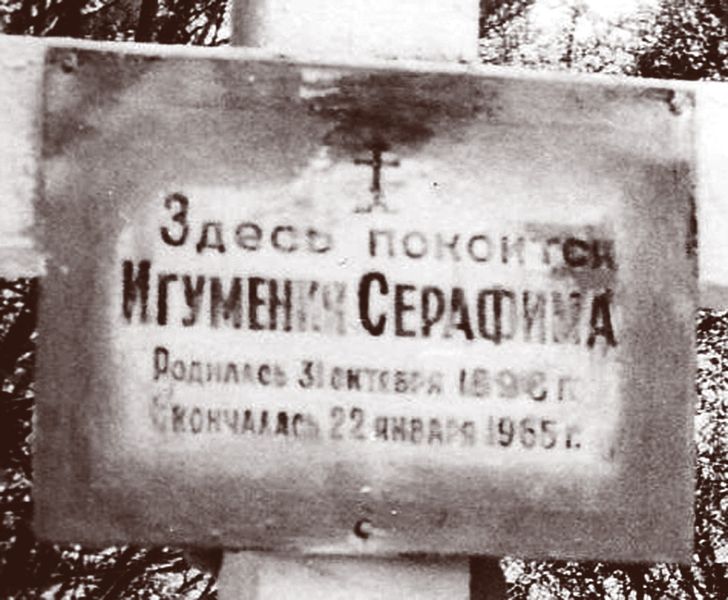 Здесь покоится
Игумения Серафима
Родилась 31 октября 1896 г.
Скончалась 22 января 1965 г.
с